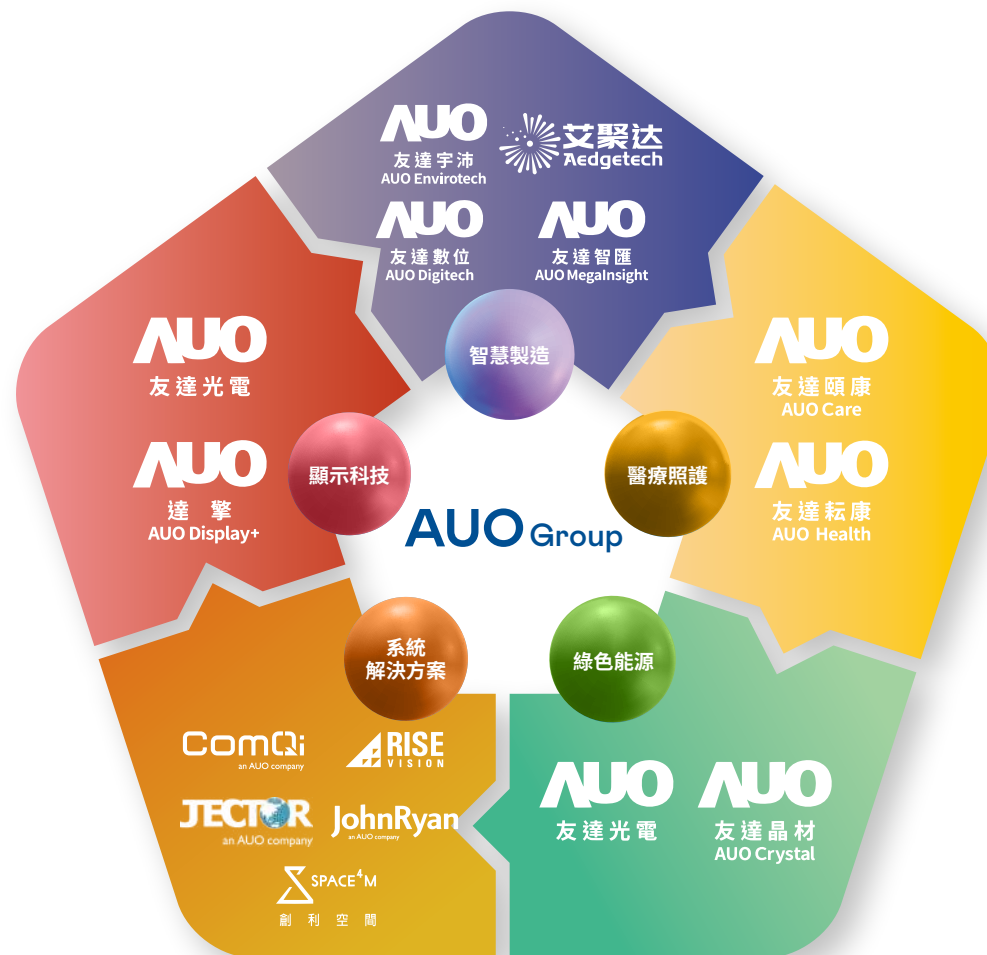 AUO
友達宇沛
AUO Envirotech
艾聚达
Aedgetech
AUO
友達數位
AUO Digitech
AUO
友達智匯
AUO MegaInsight
智慧製造
AUO
友達光電
AUO
達擎
AUO Display+
顯示科技
AUO
友達頤康
AUO Care
AUO
友達耘康
AUO Health
醫療照護
AUO Group
系統
解決方案
ComQi
an AUO company
RISE
VISION
JECTOR
an AUO company
JohnRyan
an AUO company
SPACE4M
創利空間
綠色能源
AUO
友達光電
AUO
友達晶材
AUO Crystal